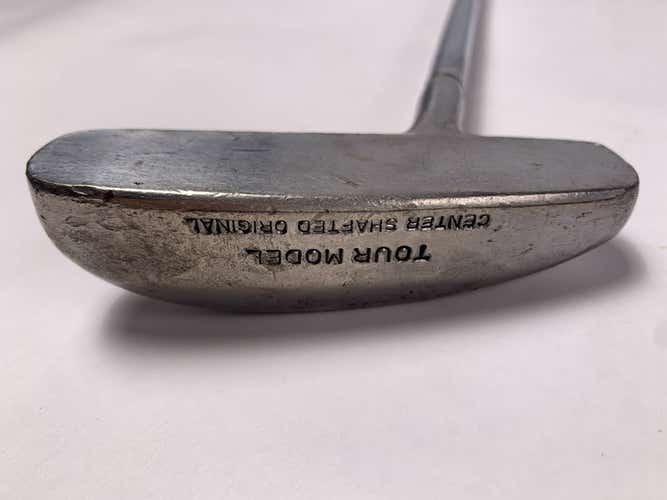 TOUR MODEL
CENTER SHAFTED ORIGINAL